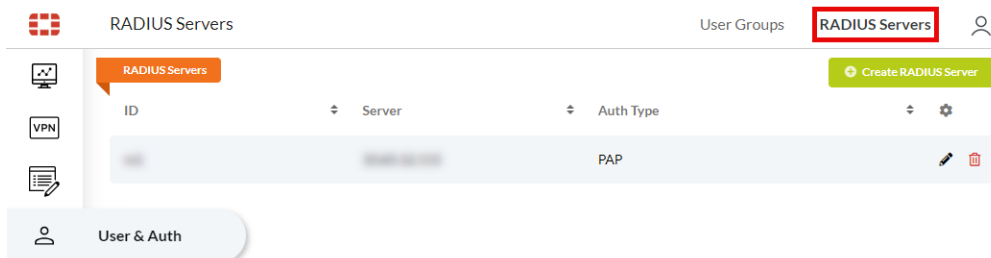 RADIUS Servers
User Groups
RADIUS Servers
RADIUS Servers
Create RADIUS Server
ID
Server
Auth Type
VPN
PAP
User & Auth